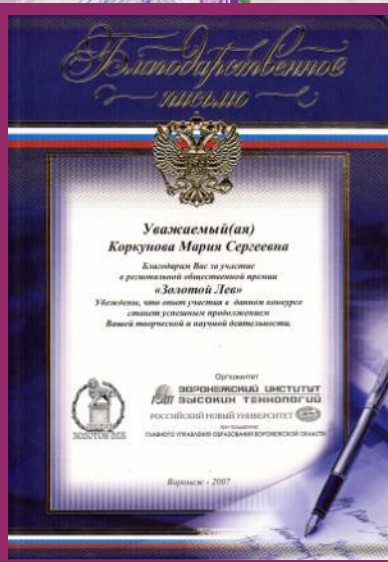 Благодарственное
письмо
Уважаемый(ая)
Коркунова Мария Сергеевна
Благодарим Вас за участие
в региональной общественной премии
«Золотой Лев»
Убеждены, что опыт участия в данном конкурсе
станет успешным продолжением
Вашей творческой и научной деятельности.
Оргкомитет
ВОРОНЕЖСКИЙ ИНСТИТУТ
ВЫСОКИХ ТЕХНОЛОГИЙ
РОССИЙСКИЙ НОВЫЙ УНИВЕРСИТЕТ
при поддержке
ГЛАВНОГО УПРАВЛЕНИЯ ОБРАЗОВАНИЯ ВОРОНЕЖСКОЙ ОБЛАСТИ
ЗОЛОТОЙ ЛЕВ
Воронеж - 2007